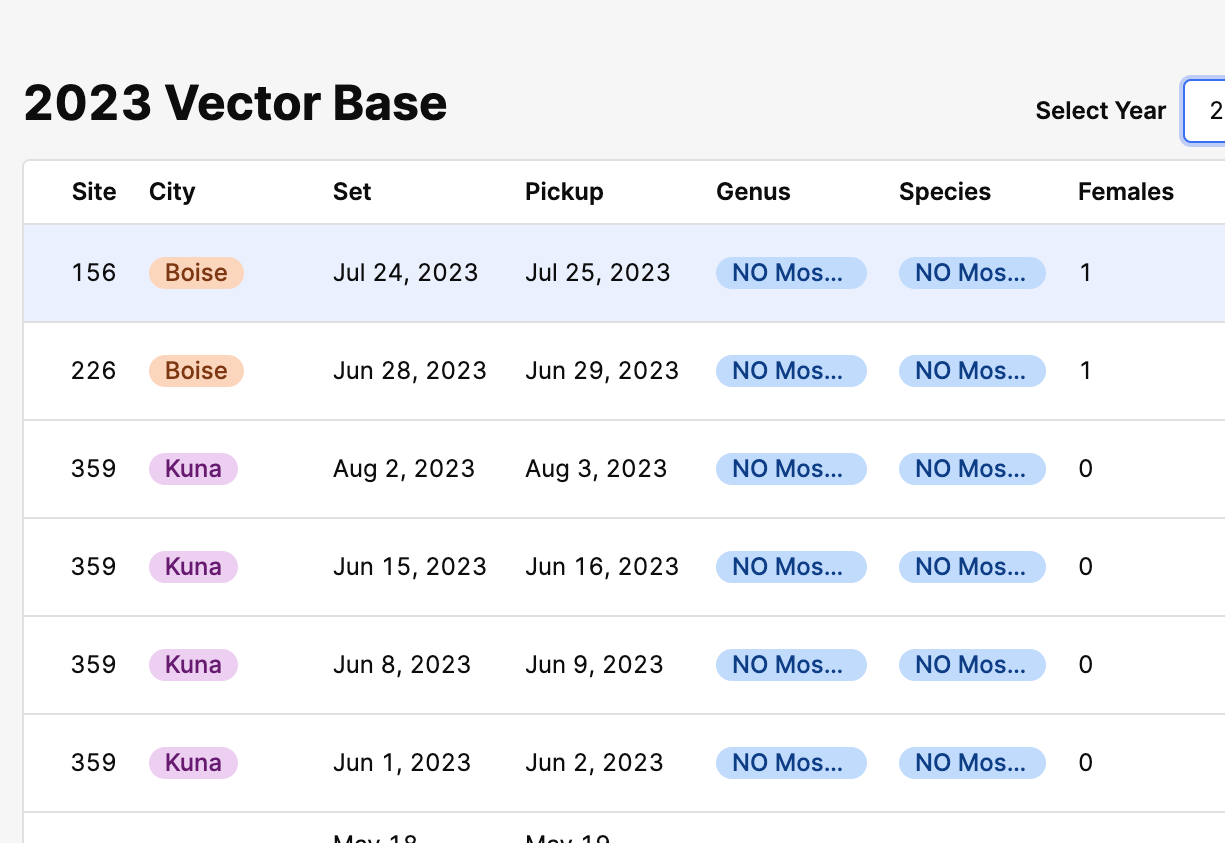 2023 Vector Base
Select Year 2
Site City Set Pickup Genus Species Females
156 Boise Jul 24, 2023 Jul 25, 2023 NO Mos... NO Mos... 1
226 Boise Jun 28, 2023 Jun 29, 2023 NO Mos... NO Mos... 1
359 Kuna Aug 2, 2023 Aug 3, 2023 NO Mos... NO Mos... 0
359 Kuna Jun 15, 2023 Jun 16, 2023 NO Mos... NO Mos... 0
359 Kuna Jun 8, 2023 Jun 9, 2023 NO Mos... NO Mos... 0
359 Kuna Jun 1, 2023 Jun 2, 2023 NO Mos... NO Mos... 0
May 18 May 19